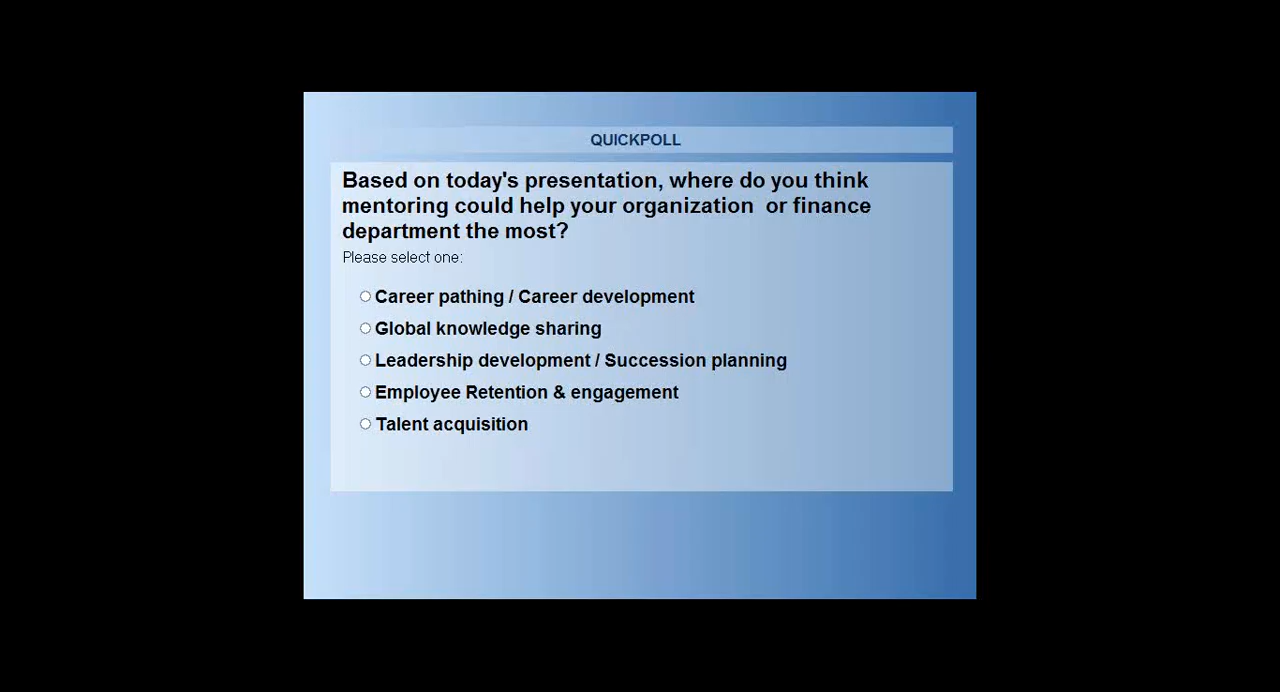 QUICKPOLL
Based on today's presentation, where do you think
mentoring could help your organization  or finance
department the most?
Please select one:
Career pathing / Career development
Global knowledge sharing
Leadership development / Succession planning
Employee Retention & engagement
Talent acquisition